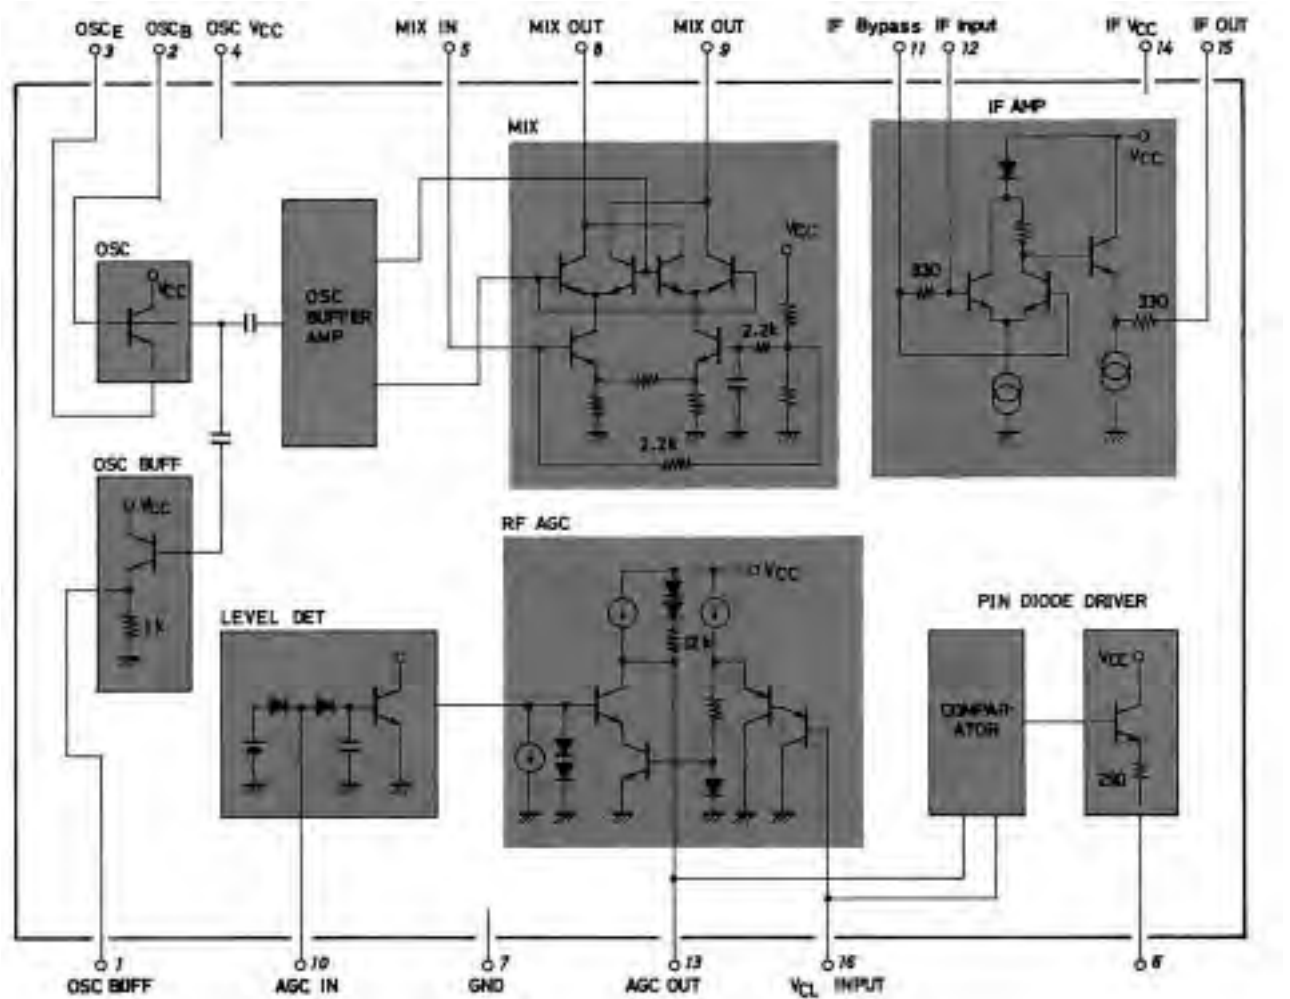 OSCE OSCB OSC VCC MIX IN MIX OUT MIX OUT IF Bypass IF Input IF VCC IF OUT
3 2 4 5 8 9 11 12 14 15
IF AMP
MIX
VCC
VCC
OSC
VCC
OSC
BUFFER
AMP
330
330
2.2k
2.2k
OSC BUFF
VCC
1k
RF AGC
VCC
12k
LEVEL DET
PIN DIODE DRIVER
VCC
COMPAR-
ATOR
250
1 10 7 13 16 6
OSC BUFF AGC IN GND AGC OUT VCL INPUT